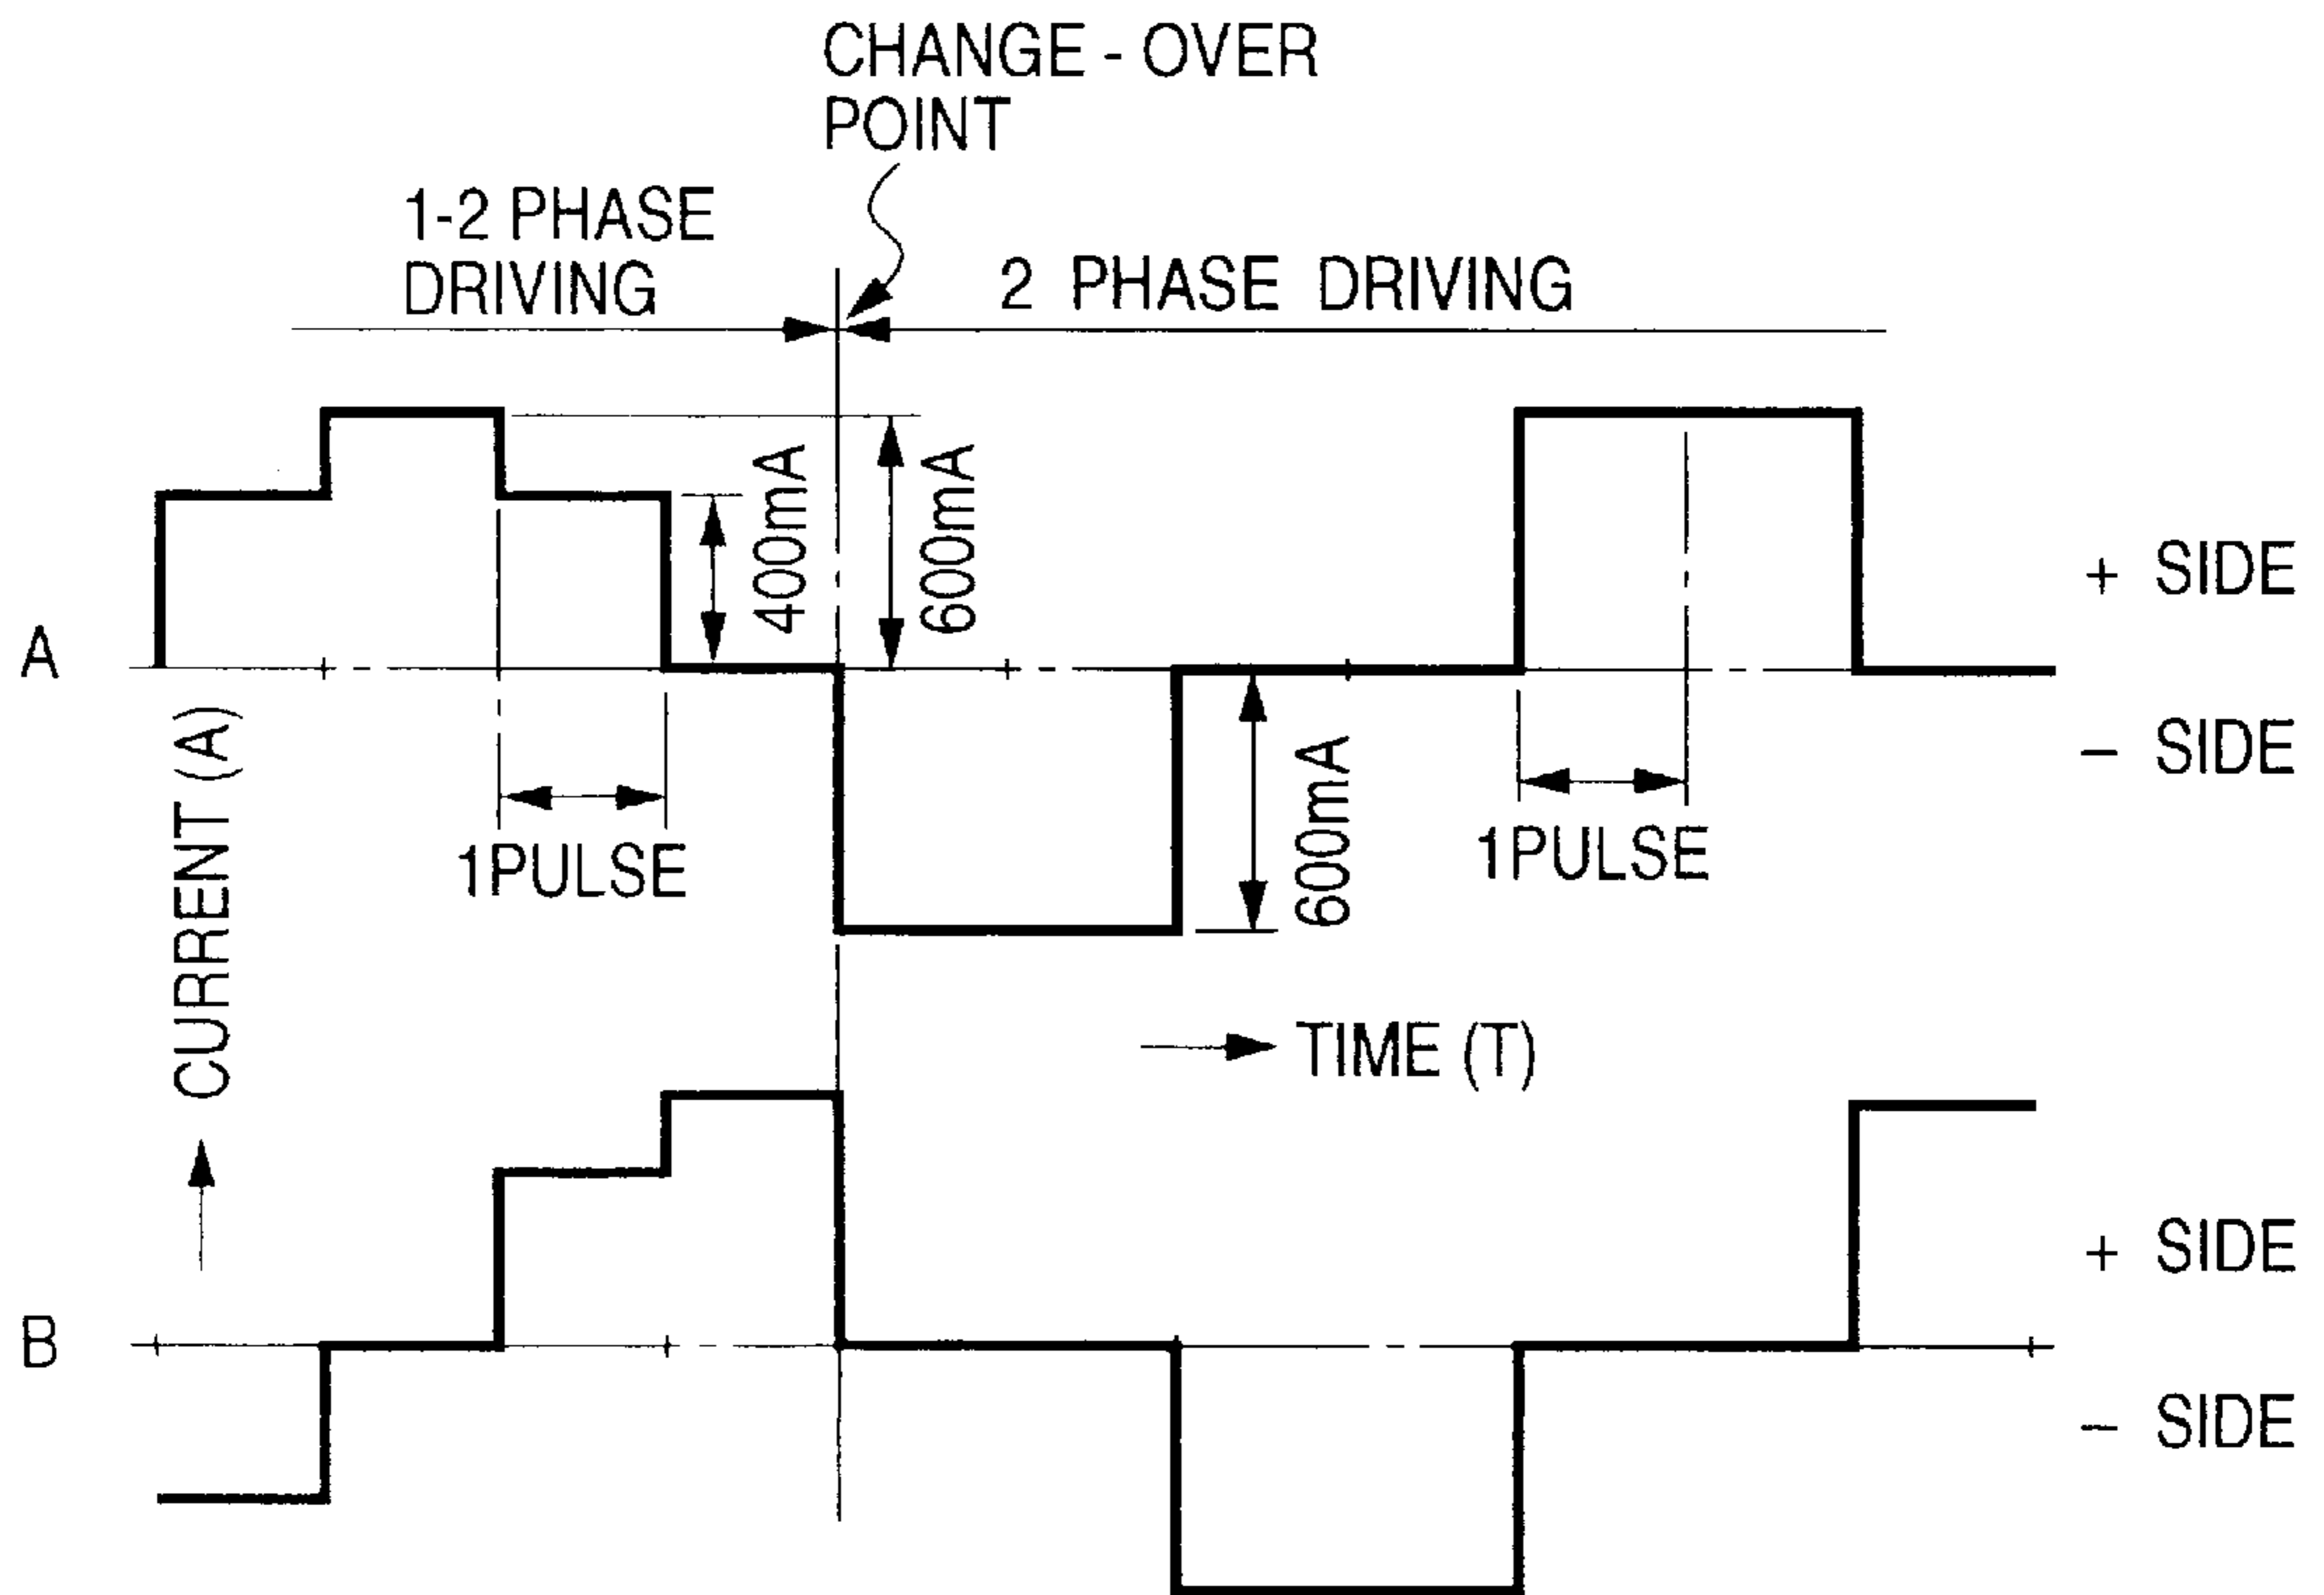 CHANGE - OVER
POINT
1-2 PHASE
DRIVING
2 PHASE DRIVING
400mA
600mA
+ SIDE
A
- SIDE
CURRENT (A)
1PULSE
600mA
1PULSE
TIME (T)
+ SIDE
B
- SIDE